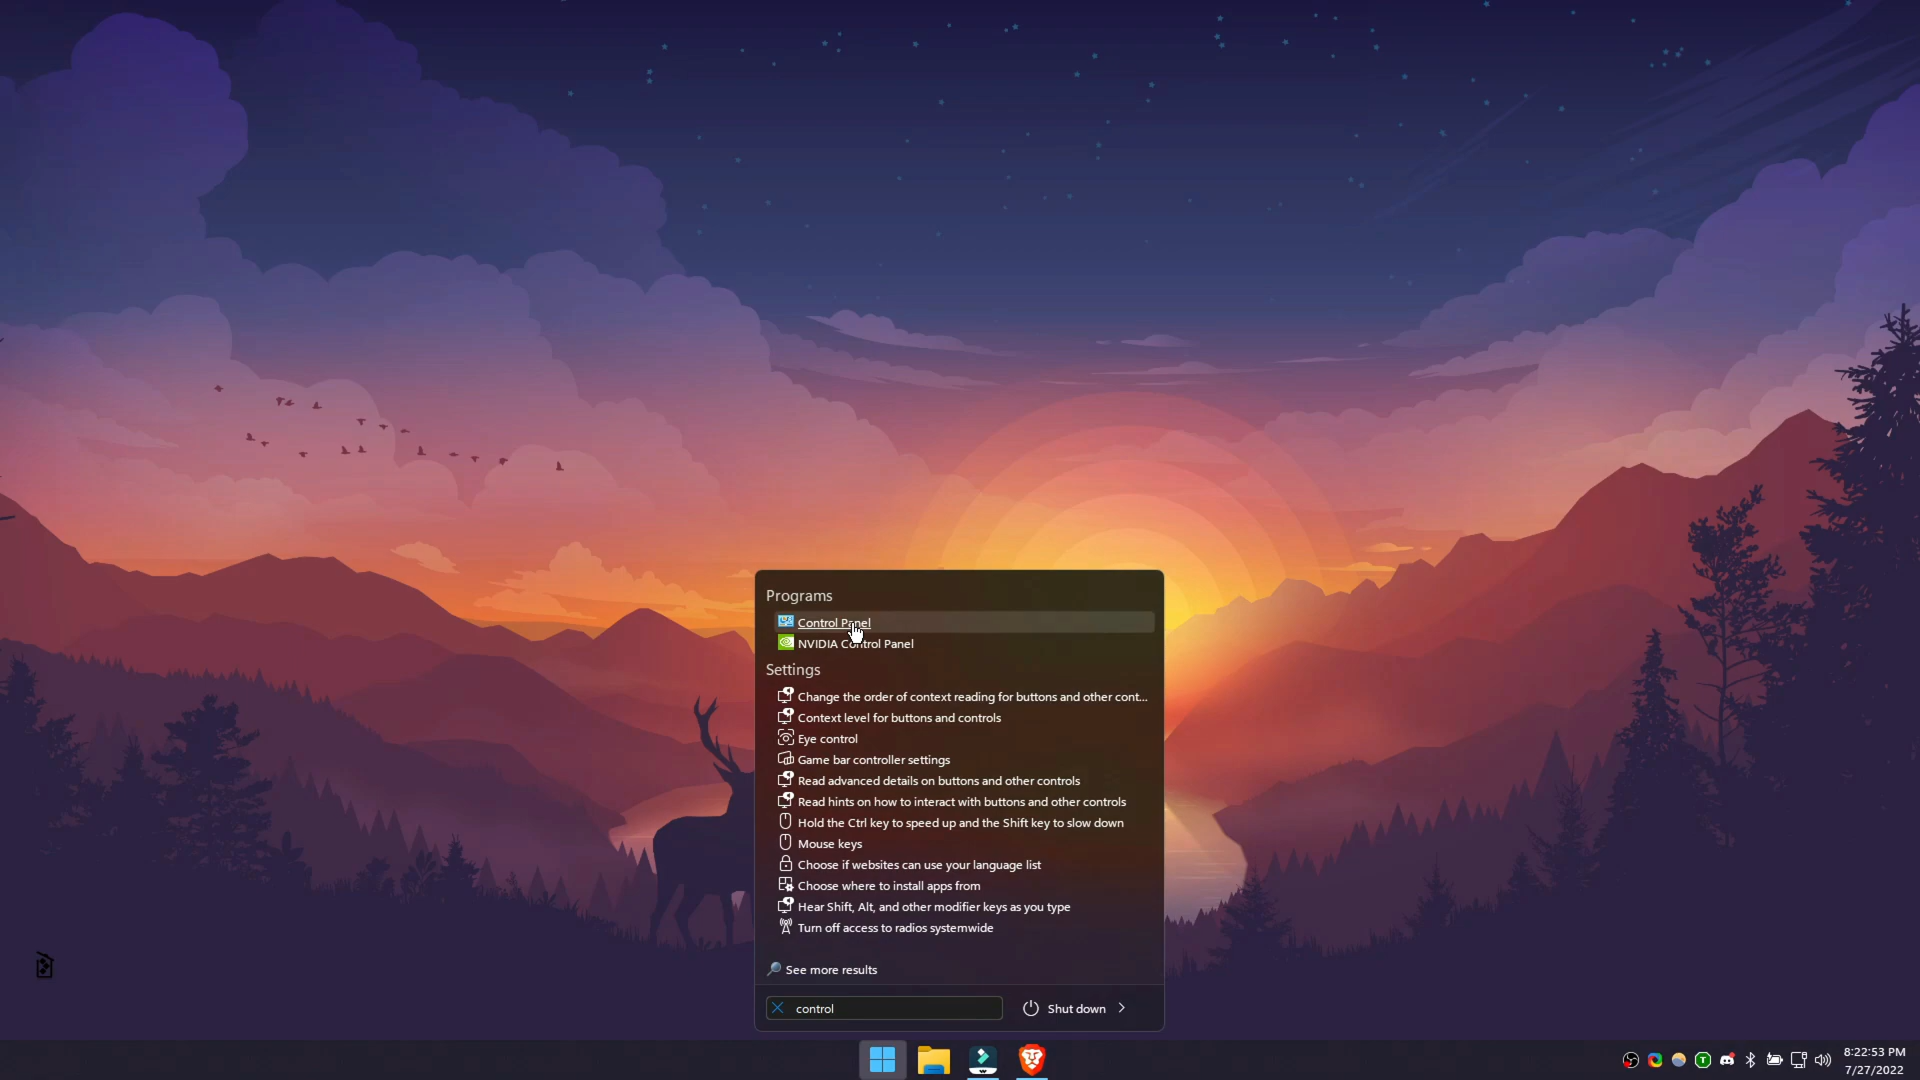 Programs
Control Panel
NVIDIA Control Panel
Settings
Change the order of context reading for buttons and other cont...
Context level for buttons and controls
Eye control
Game bar controller settings
Read advanced details on buttons and other controls
Read hints on how to interact with buttons and other controls
Hold the Ctrl key to speed up and the Shift key to slow down
Mouse keys
Choose if websites can use your language list
Choose where to install apps from
Hear Shift, Alt, and other modifier keys as you type
Turn off access to radios systemwide
See more results
control
Shut down
T
8:22:53 PM
7/27/2022